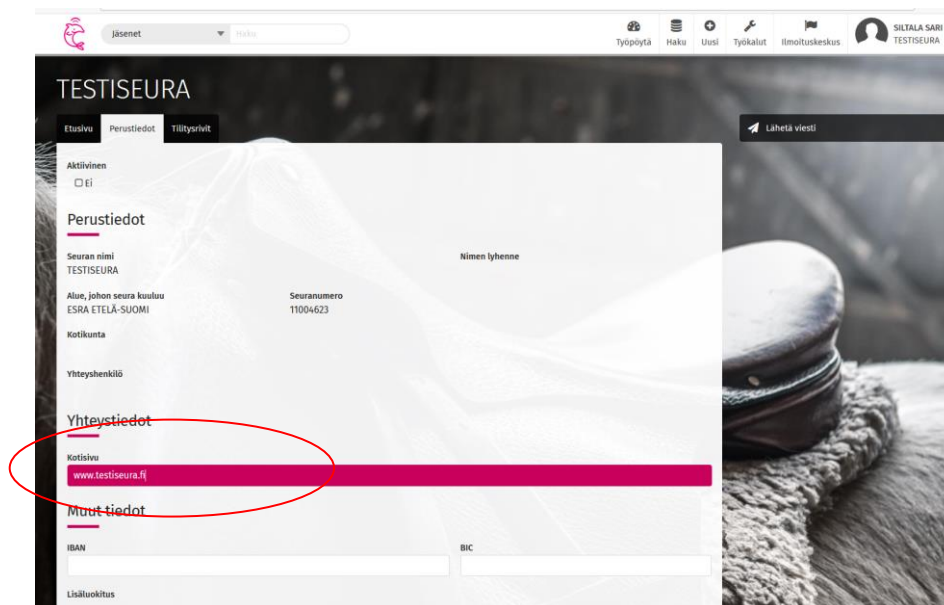 Jäsenet
Haku
Työpöytä
Haku
Uusi
Työkalut
Ilmoituskeskus
SILTALA SARI
TESTISEURA
TESTISEURA
Etusivu
Perustiedot
Tilitysrivit
Lähetä viesti
Aktiivinen
Ei
Perustiedot
Seuran nimi
TESTISEURA
Nimen lyhenne
Alue, johon seura kuuluu
ESRA ETELÄ-SUOMI
Seuranumero
11004623
Kotikunta
Yhteyshenkilö
Yhteystiedot
Kotisivu
www.testiseura.fi
Muut tiedot
IBAN
BIC
Lisäluokitus